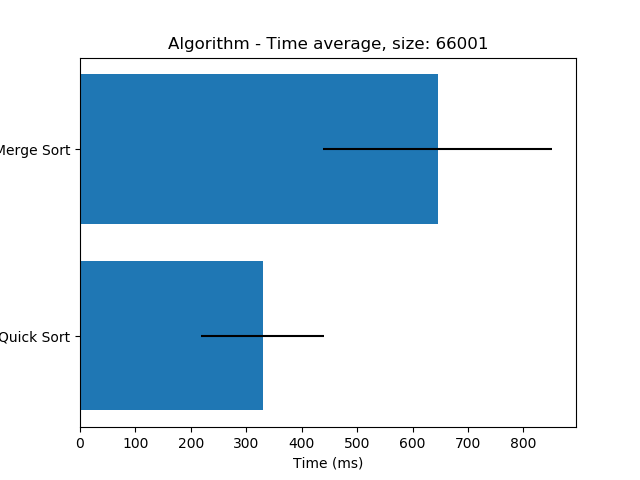 Algorithm - Time average, size: 66001
Merge Sort
Quick Sort
0 100 200 300 400 500 600 700 800
Time (ms)